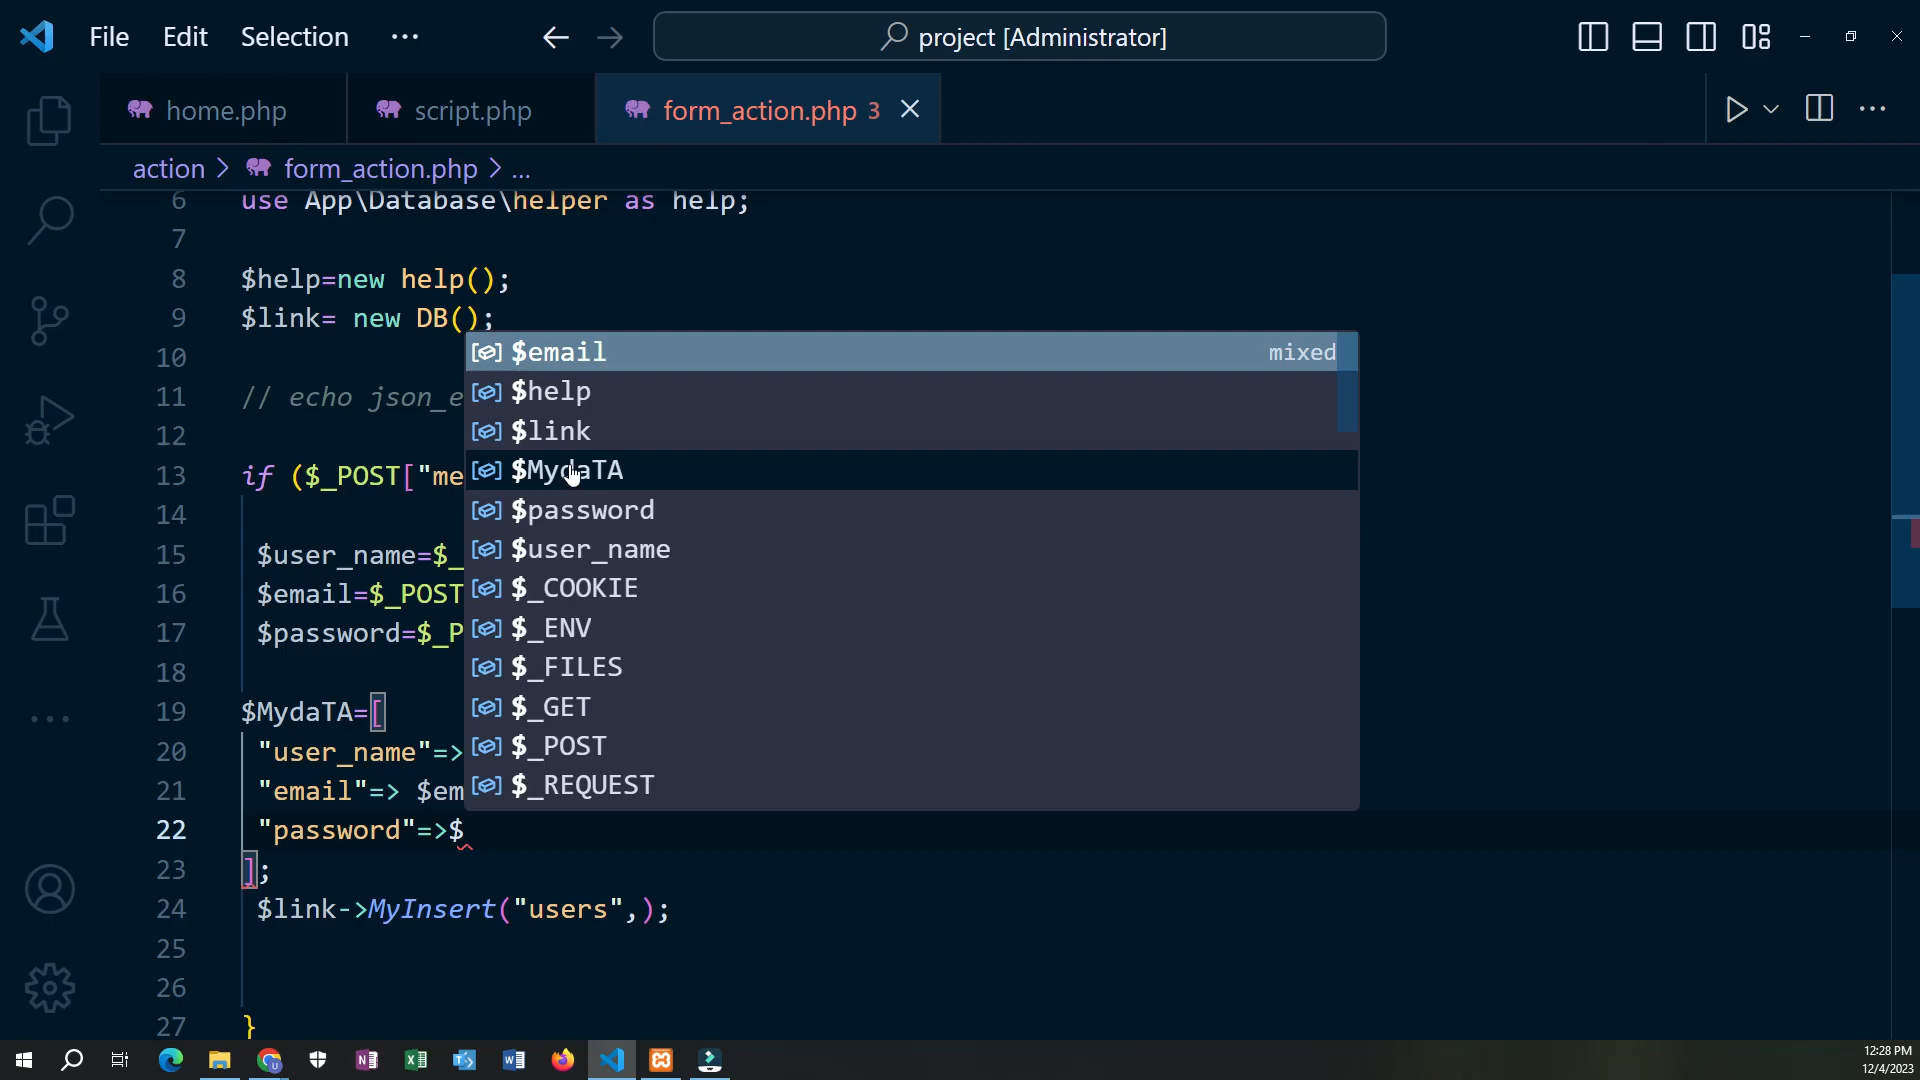 File Edit Selection ... project [Administrator]
home.php script.php form_action.php 3
action > form_action.php > ...
6 use App\Database\helper as help;
7
8 $help=new help();
9 $link= new DB();
10
11 // echo json_e
12
13 if ($_POST["me
14
15 $user_name=$_
16 $email=$_POST
17 $password=$_P
18
19 $MydaTA=[
20 "user_name"=>
21 "email"=> $em
22 "password"=>$
23 ];
24 $link->MyInsert("users",);
25
26
27 }
$email mixed
$help
$link
$MydaTA
$password
$user_name
$_COOKIE
$_ENV
$_FILES
$_GET
$_POST
$_REQUEST
12:28 PM
12/4/2023